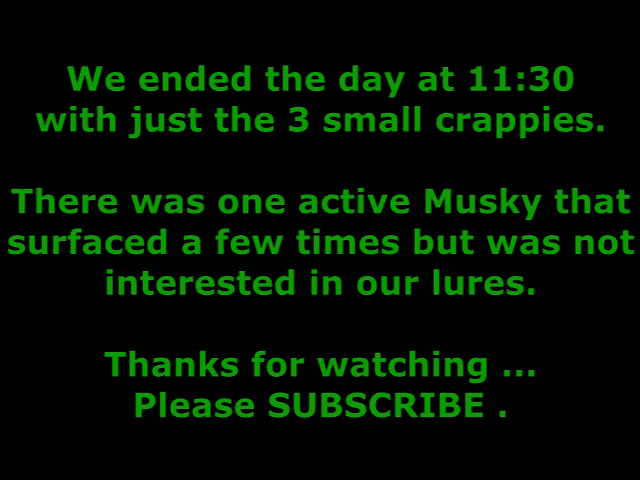 We ended the day at 11:30
with just the 3 small crappies.
There was one active Musky that
surfaced a few times but was not
interested in our lures.
Thanks for watching ...
Please SUBSCRIBE .